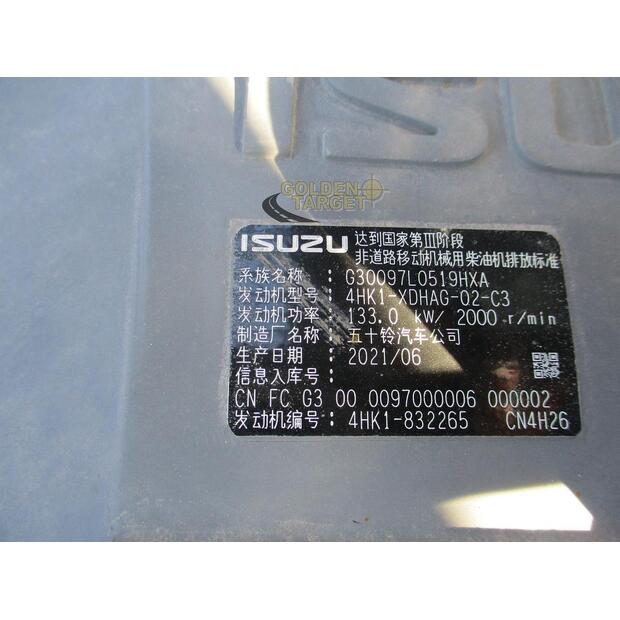 ISU
GOLDEN
TARGET
ISUZU 达到国家第III阶段
非道路移动机械用柴油机排放标准
系族名称：G30097L0519HXA
发动机型号：4HK1-XDHAG-02-C3
发动机功率：133.0 kW/ 2000 r/min
制造厂名称：五十铃汽车公司
生产日期：2021/06
信息入库号：
CN FC G3 00 0097000006 000002
发动机编号：4HK1-832265 CN4H26